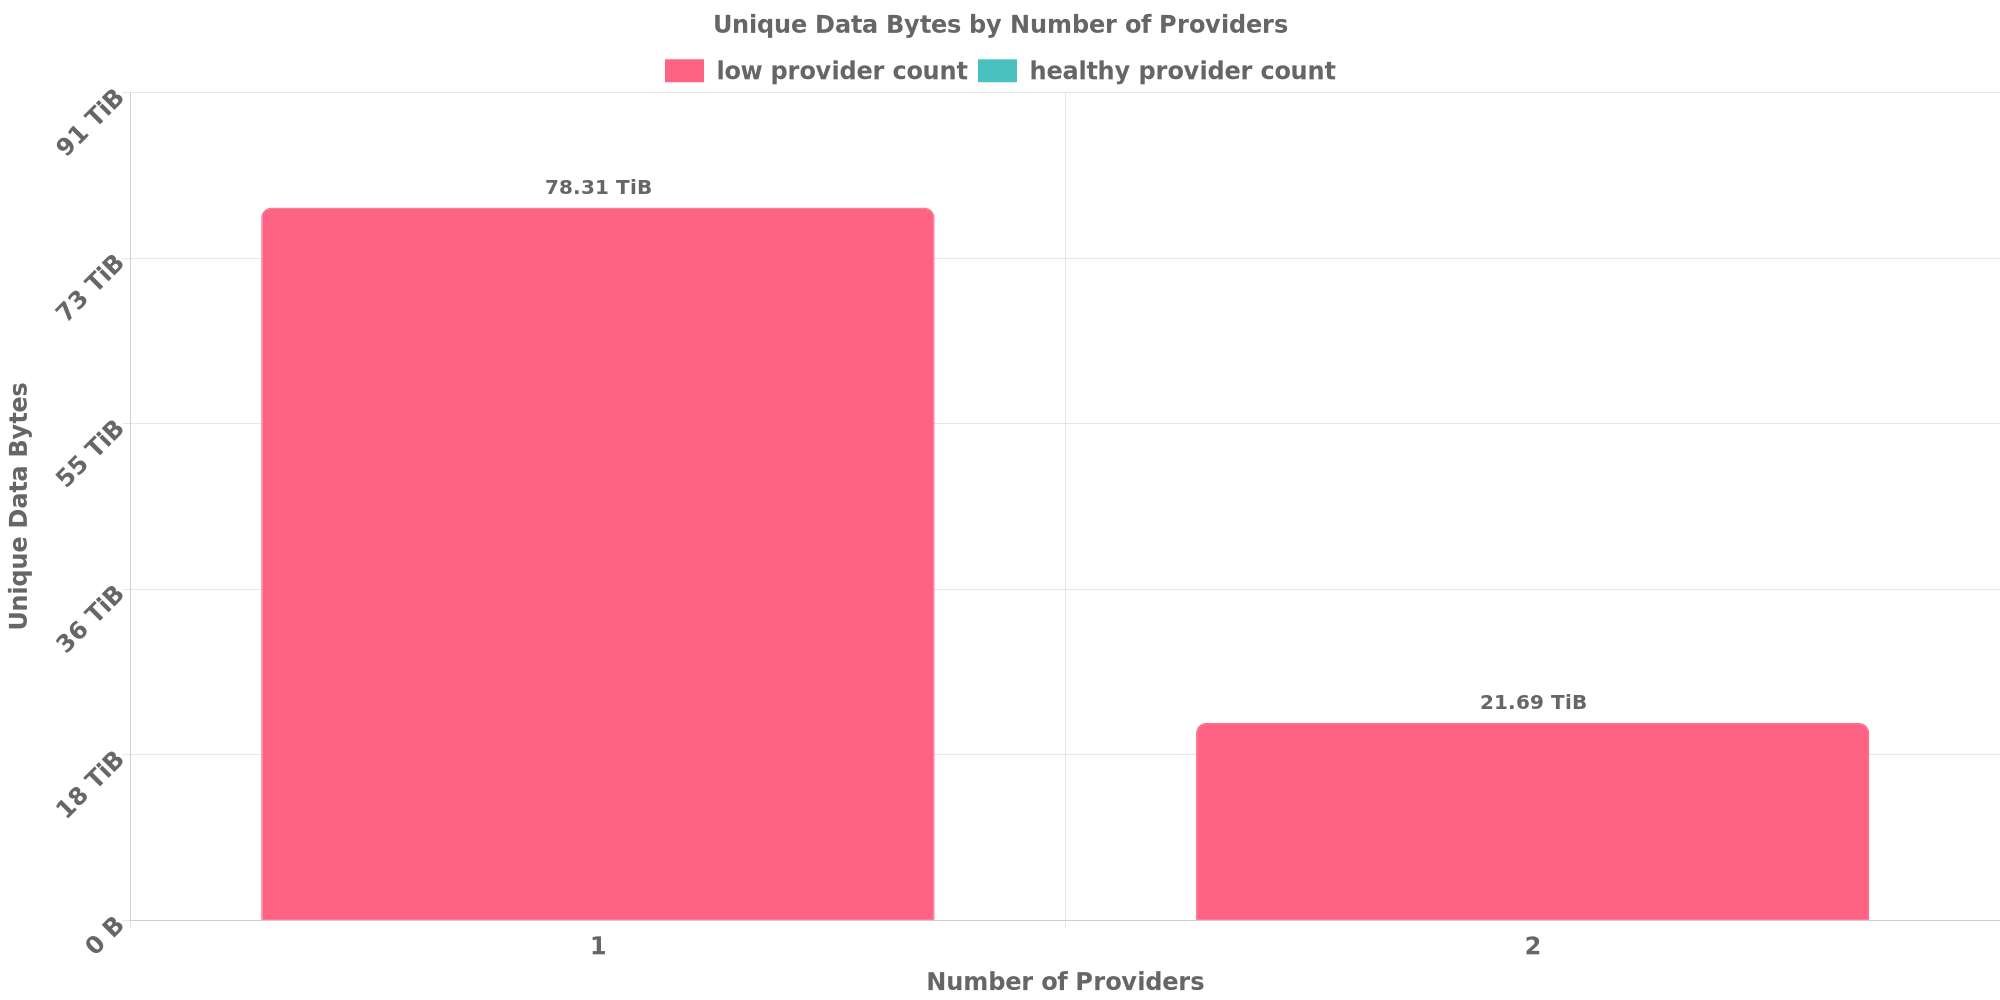 Unique Data Bytes by Number of Providers
low provider count
healthy provider count
91 TiB
78.31 TiB
73 TiB
55 TiB
36 TiB
21.69 TiB
18 TiB
0 B
Unique Data Bytes
1
2
Number of Providers